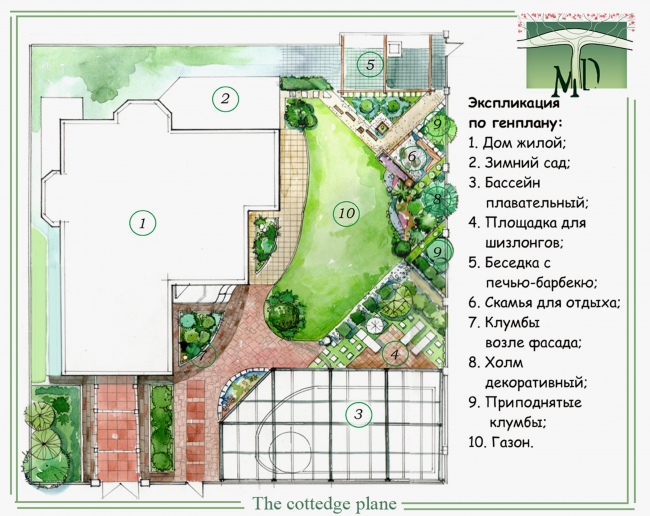 MD
Экспликация
по генплану:
1. Дом жилой;
2. Зимний сад;
3. Бассейн
плавательный;
4. Площадка для
шизлонгов;
5. Беседка с
печью-барбекю;
6. Скамья для отдыха;
7. Клумбы
возле фасада;
8. Холм
декоративный;
9. Приподнятые
клумбы;
10. Газон.
5
2
9
6
8
1
10
9
4
3
The cottedge plane